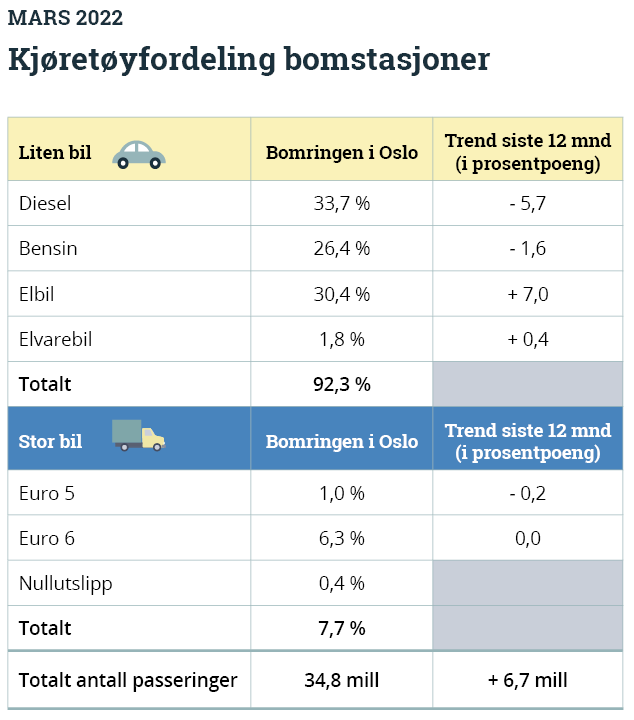 MARS 2022
Kjøretøyfordeling bomstasjoner
Liten bil Bomringen i Oslo Trend siste 12 mnd (i prosentpoeng)
Diesel 33,7 % - 5,7
Bensin 26,4 % - 1,6
Elbil 30,4 % + 7,0
Elvarebil 1,8 % + 0,4
Totalt 92,3 %
Stor bil Bomringen i Oslo Trend siste 12 mnd (i prosentpoeng)
Euro 5 1,0 % - 0,2
Euro 6 6,3 % 0,0
Nullutslipp 0,4 %
Totalt 7,7 %
Totalt antall passeringer 34,8 mill + 6,7 mill